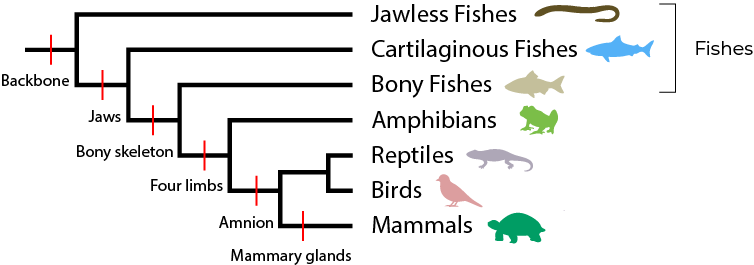 Jawless Fishes
Cartilaginous Fishes
Fishes
Backbone
Bony Fishes
Jaws
Amphibians
Bony skeleton
Reptiles
Four limbs
Birds
Amnion
Mammals
Mammary glands